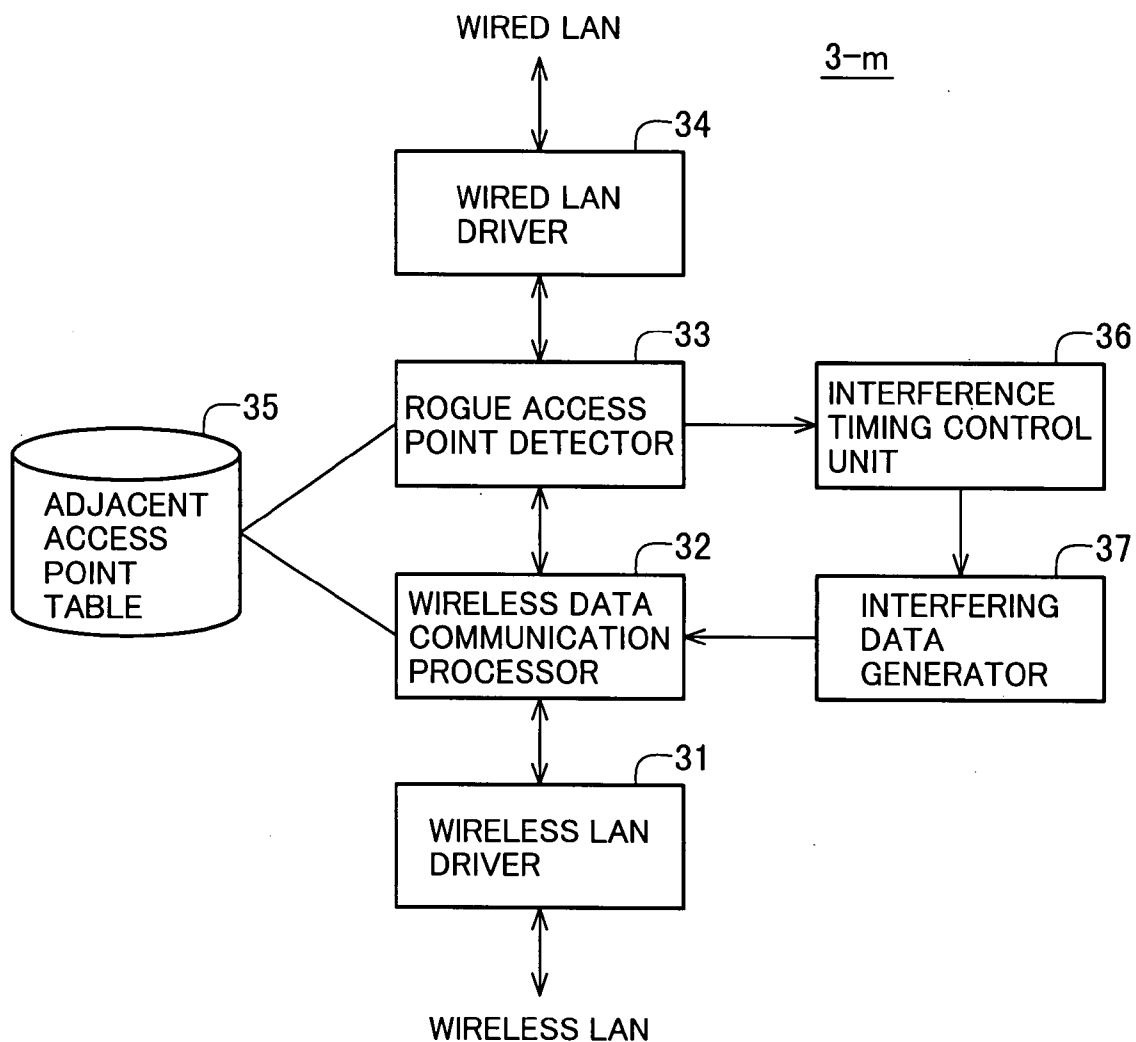 WIRED LAN
3-m
34
WIRED LAN
DRIVER
33
ROGUE ACCESS
POINT DETECTOR
36
INTERFERENCE
TIMING CONTROL
UNIT
35
ADJACENT
ACCESS
POINT
TABLE
32
WIRELESS DATA
COMMUNICATION
PROCESSOR
37
INTERFERING
DATA
GENERATOR
31
WIRELESS LAN
DRIVER
WIRELESS LAN